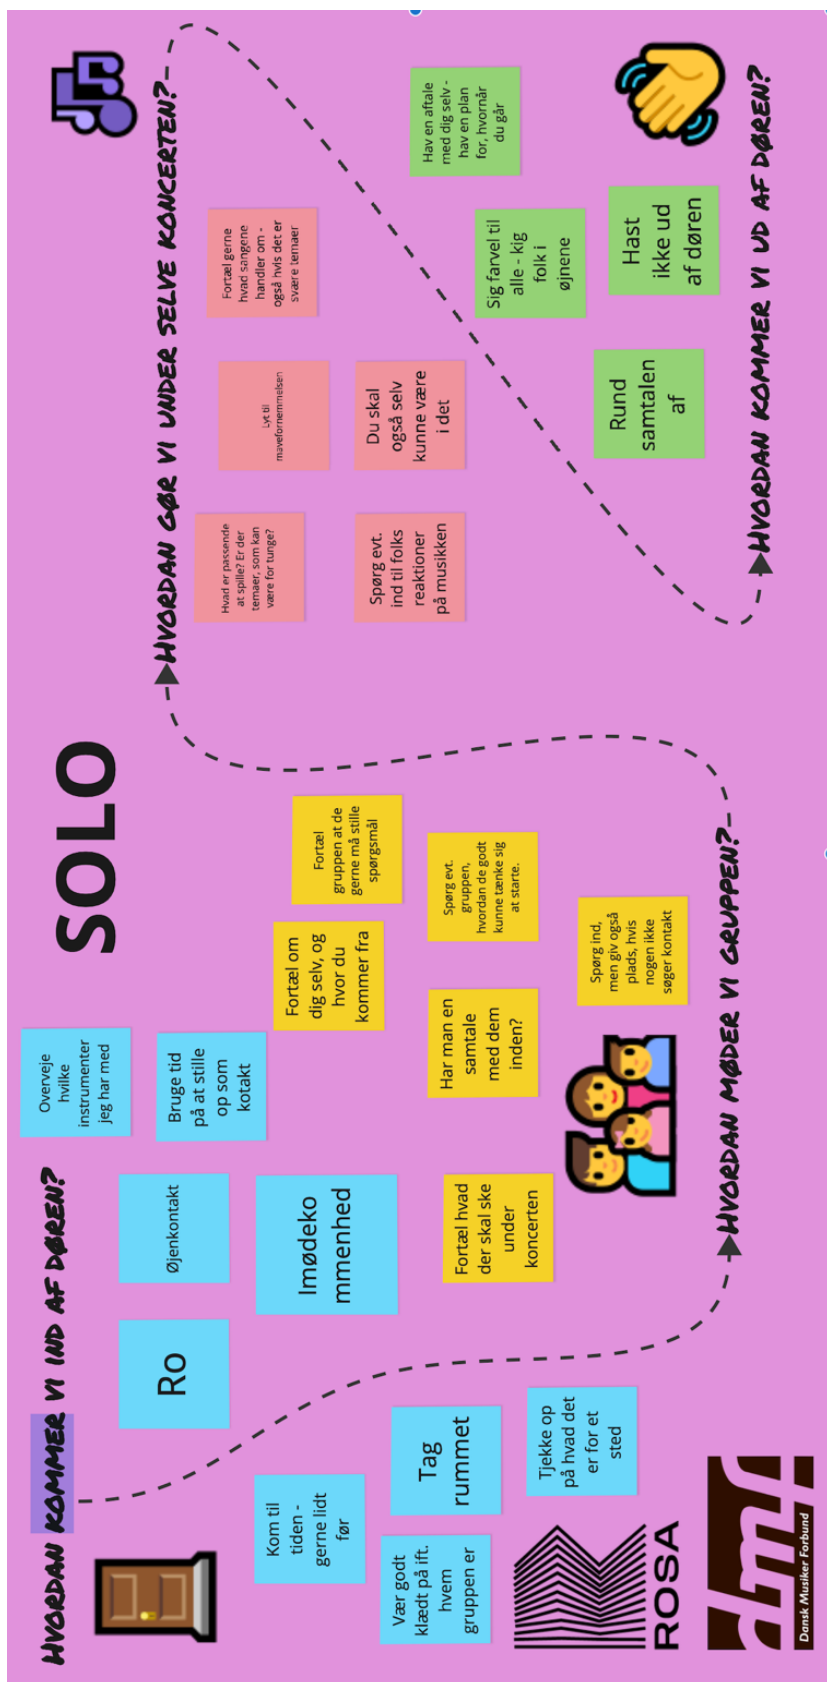 SOLO
HVORDAN KOMMER VI IND AF DØREN?
Overveje
hvilke
instrumenter
jeg har med
Bruge tid
på at stille
op som
kotakt
Øjenkontakt
Imødeko
mmenhed
Ro
Kom til
tiden -
gerne lidt
før
Tag
rummet
Vær godt
klædt på ift.
hvem
gruppen er
Tjekke op
på hvad det
er for et
sted
HVORDAN MØDER VI GRUPPEN?
Fortæl hvad
der skal ske
under
koncerten
Har man en
samtale
med dem
inden?
Fortæl om
dig selv, og
hvor du
kommer fra
Fortæl
gruppen at de
gerne må stille
spørgsmål
Spørg evt.
gruppen,
hvordan de godt
kunne tænke sig
at starte.
Spørg ind,
men giv også
plads, hvis
nogen ikke
søger kontakt
HVORDAN GØR VI UNDER SELVE KONCERTEN?
Hvad er passende
at spille? Er der
temaer, som kan
være for tunge?
Lyt til
mavefornemmelsen
Fortæl gerne
hvad sangene
handler om -
også hvis det er
svære temaer
Spørg evt.
ind til folks
reaktioner
på musikken
Du skal
også selv
kunne være
i det
HVORDAN KOMMER VI UD AF DØREN?
Hav en aftale
med dig selv -
hav en plan
for, hvornår
du går
Sig farvel til
alle - kig
folk i
øjnene
Hast
ikke ud
af døren
Rund
samtalen
af
ROSA
dmf
Dansk Musiker Forbund